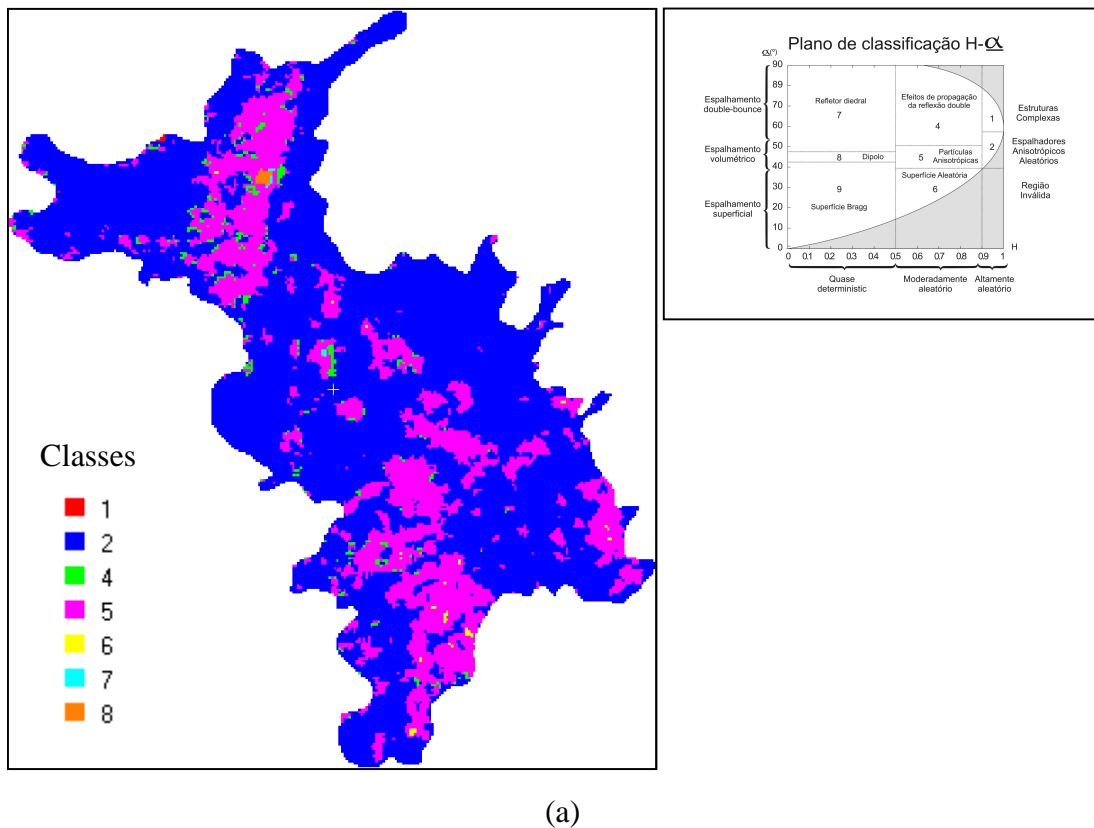 Classes
1
2
4
5
6
7
8
Plano de classificação H-α
α(°)
90
89
70
60
50
40
30
20
10
0
Espalhamento
double-bounce
Espalhamento
volumétrico
Espalhamento
superficial
Refletor diedral
7
Efeitos de propagação
da reflexão double
4
1
Estruturas
Complexas
8 Dipolo
5 Partículas
Anisotrópicas
2
Espalhadores
Anisotrópicos
Aleatórios
9
Superfície Bragg
Superfície Aleatória
6
Região
Inválida
0 0.1 0.2 0.3 0.4 0.5 0.6 0.7 0.8 0.9 1
H
Quase
determinístic
Moderadamente
aleatório
Altamente
aleatório
(a)